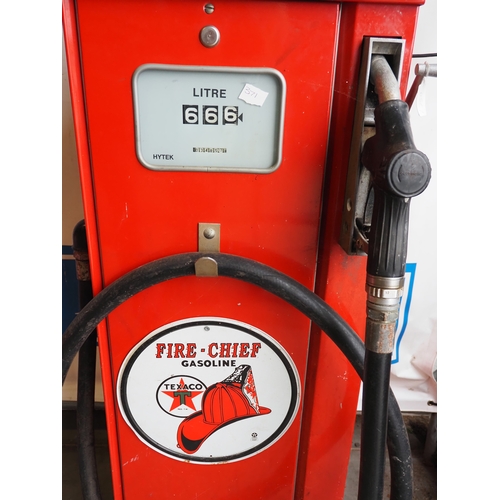 LITRE
666
HYTEK
FIRE-CHIEF
GASOLINE
TEXACO
T